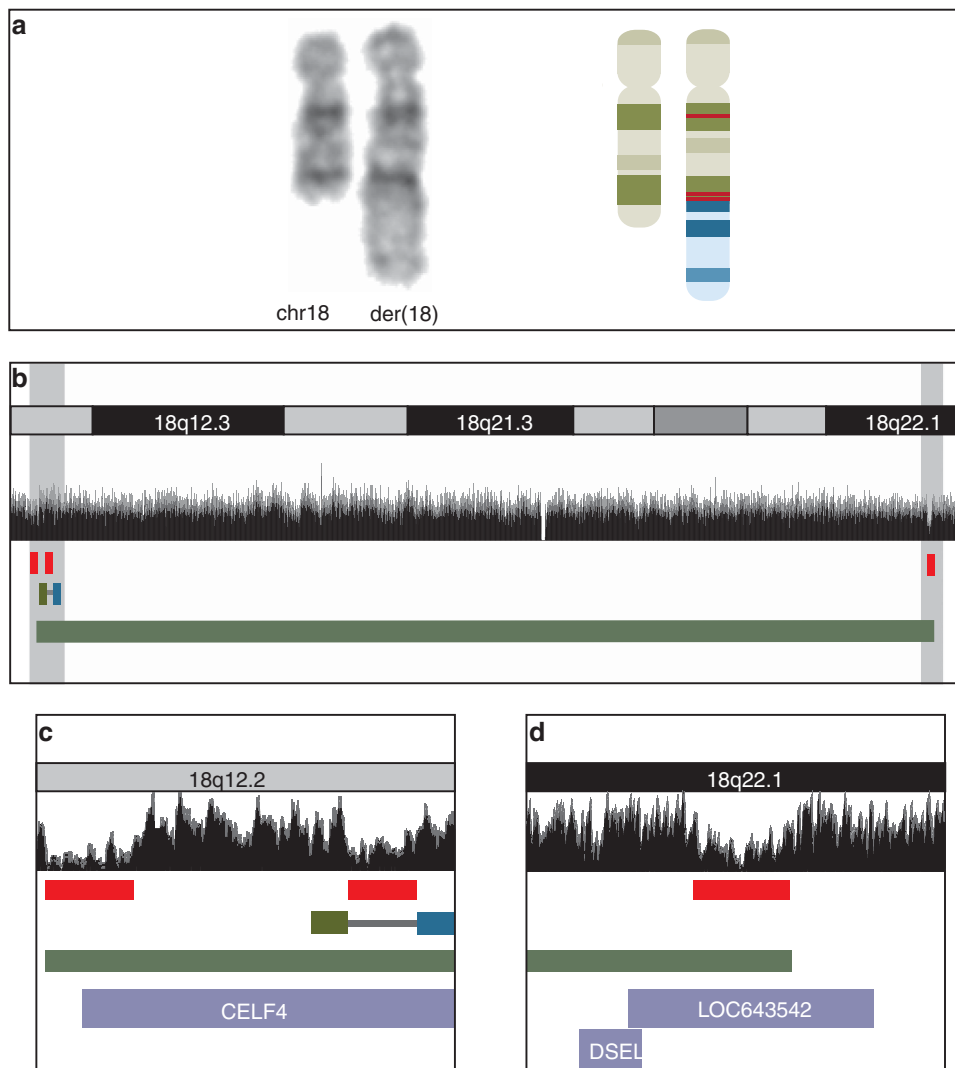 a
chr18 der(18)
b
18q12.3 18q21.3 18q22.1
c
18q12.2
CELF4
d
18q22.1
LOC643542
DSEL